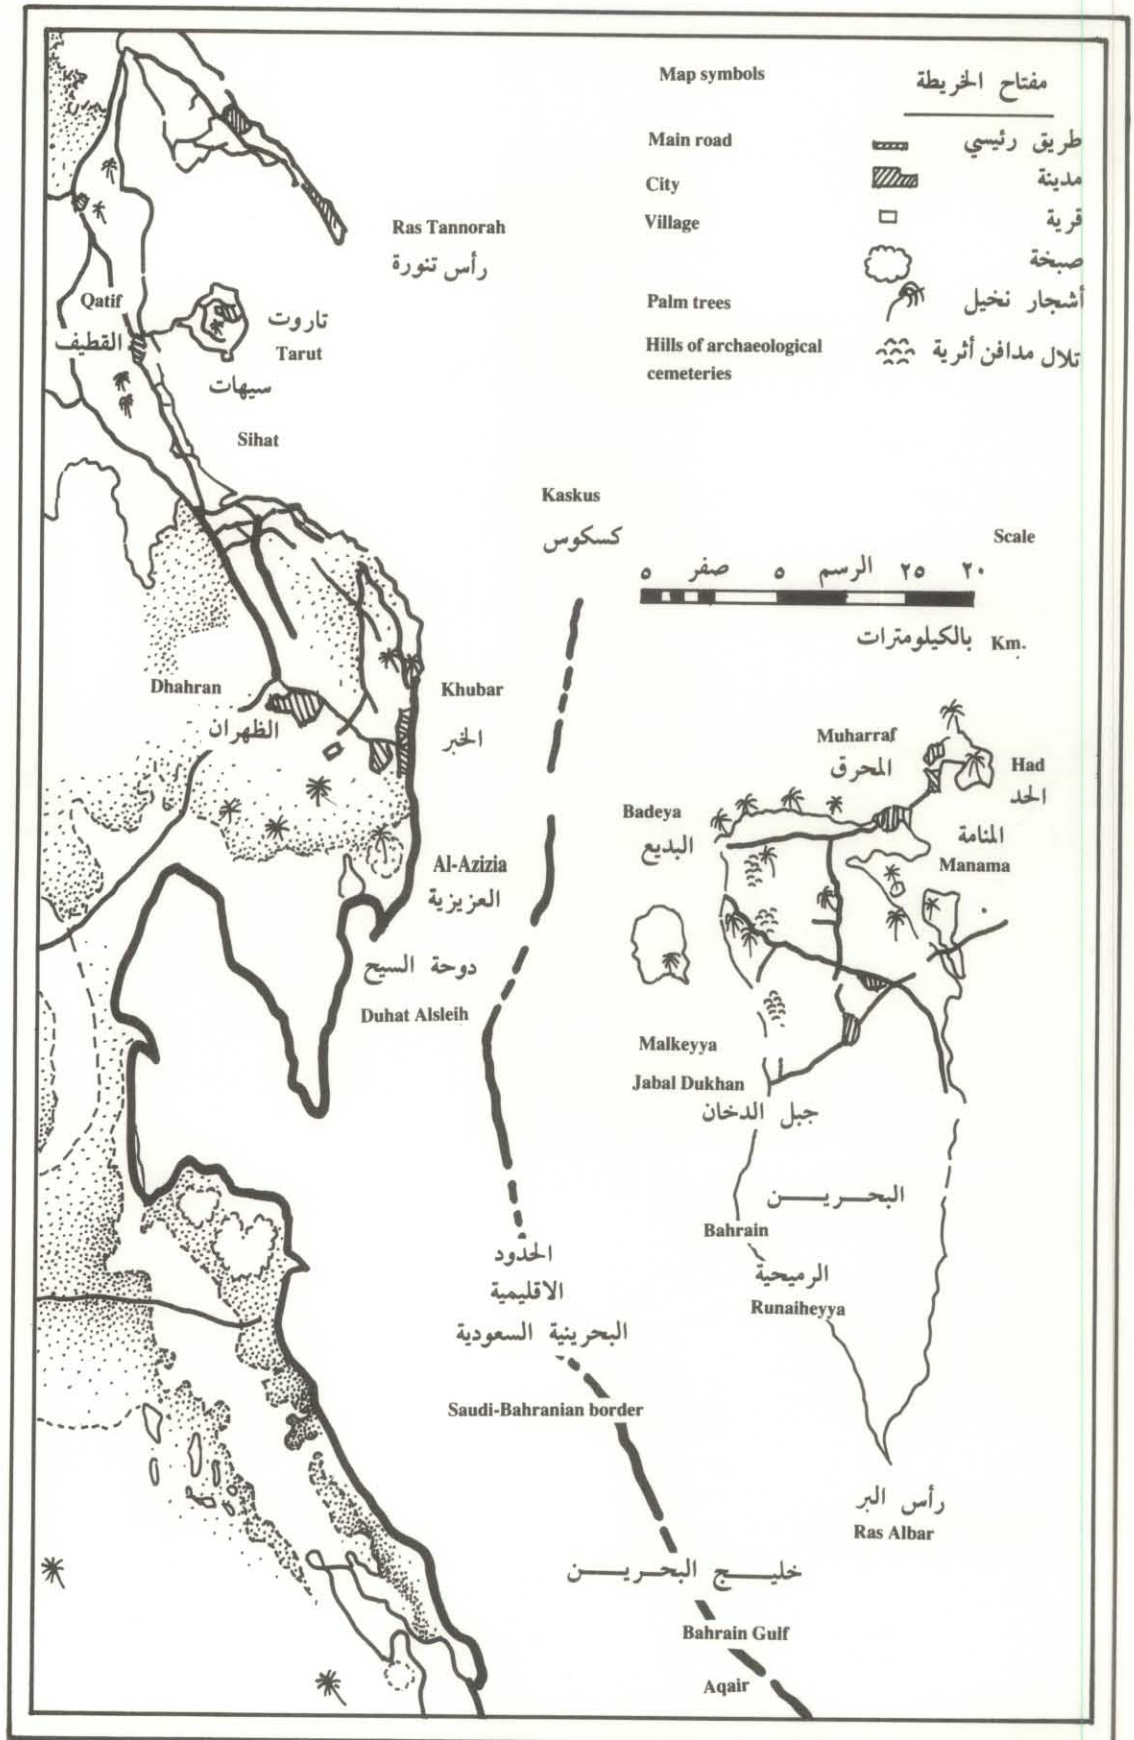 Map symbols
مفتاح الخريطة
Main road
طريق رئيسي
City
مدينة
Village
قرية
صبخة
Palm trees
أشجار نخيل
Hills of archaeological
cemeteries
تلال مدافن أثرية
Ras Tannorah
رأس تنورة
Qatif
القطيف
تاروت
Tarut
سيهات
Sihat
Kaskus
كسكوس
Scale
٥ صفر ٥ الرسم ٢٥ ٢٠
بالكيلومترات Km.
Dhahran
الظهران
Khubar
الخبر
Muharraf
المحرق
Had
الحد
Badeya
البديع
المنامة
Manama
Al-Azizia
العزيزية
دوحة السيح
Duhat Alsleih
Malkeyya
Jabal Dukhan
جبل الدخان
البحريـن
Bahrain
الرميحية
Runaiheyya
الحدود
الاقليمية
البحرينية السعودية
Saudi-Bahranian border
رأس البر
Ras Albar
خليـج البحريـن
Bahrain Gulf
Aqair